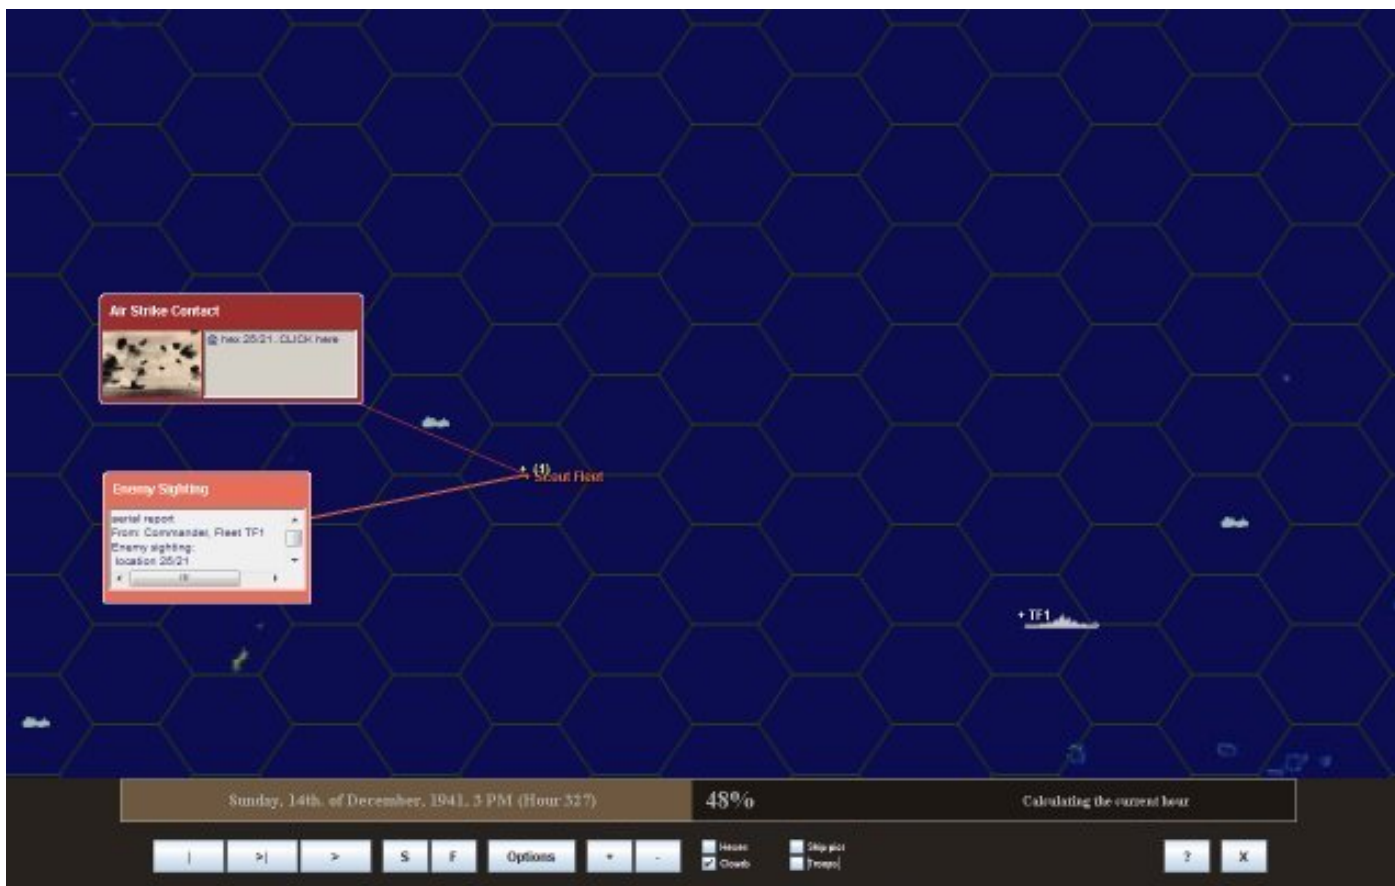 Air Strike Contact
@ hex 25/21. CLICK here
+ (1)
Scout Fleet
Enemy Sighting
aerial report
From: Commander, Fleet TF1
Enemy sighting:
location 25/21
+ TF1
Sunday, 14th. of December, 1941, 3 PM (Hour 327)
48%
Calculating the current hour
| >| > S F Options + - ? X
Hexes
Ship pics
Clouds
Troops